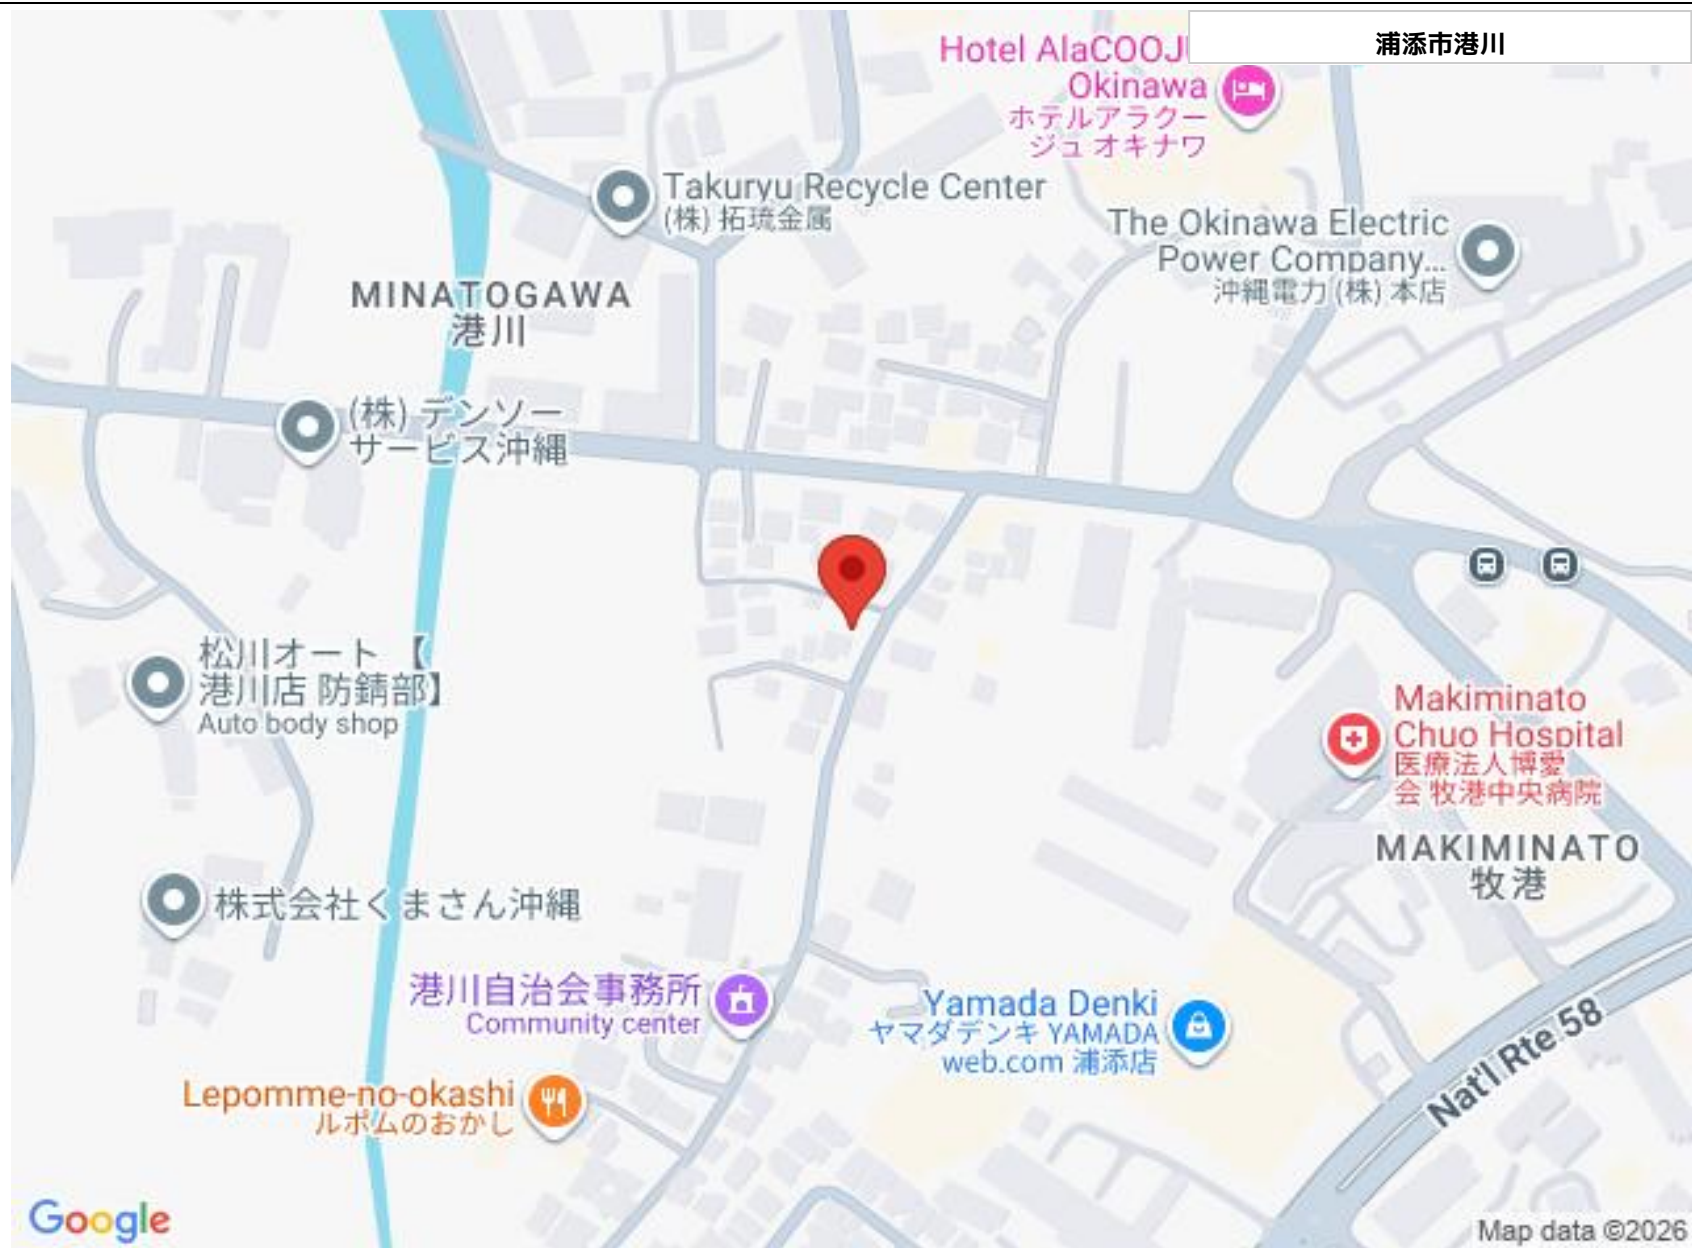 浦添市港川
Hotel AlaCOOJ
Okinawa
ホテルアラクー
ジュ オキナワ
Takuryu Recycle Center
(株) 拓琉金属
The Okinawa Electric
Power Company...
沖縄電力 (株) 本店
MINATOGAWA
港川
(株) デンソー
サービス沖縄
松川オート 【
港川店 防錆部】
Auto body shop
Makiminato
Chuo Hospital
医療法人博愛
会 牧港中央病院
MAKIMINATO
牧港
株式会社くまさん沖縄
港川自治会事務所
Community center
Yamada Denki
ヤマダデンキ YAMADA
web.com 浦添店
Nat'l Rte 58
Lepomme-no-okashi
ルポムのおかし
Google
Map data ©2026